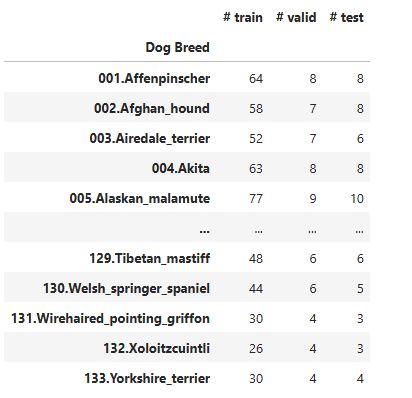 # train # valid # test
Dog Breed
001.Affenpinscher 64 8 8
002.Afghan_hound 58 7 8
003.Airedale_terrier 52 7 6
004.Akita 63 8 8
005.Alaskan_malamute 77 9 10
... ... ... ...
129.Tibetan_mastiff 48 6 6
130.Welsh_springer_spaniel 44 6 5
131.Wirehaired_pointing_griffon 30 4 3
132.Xoloitzcuintli 26 4 3
133.Yorkshire_terrier 30 4 4